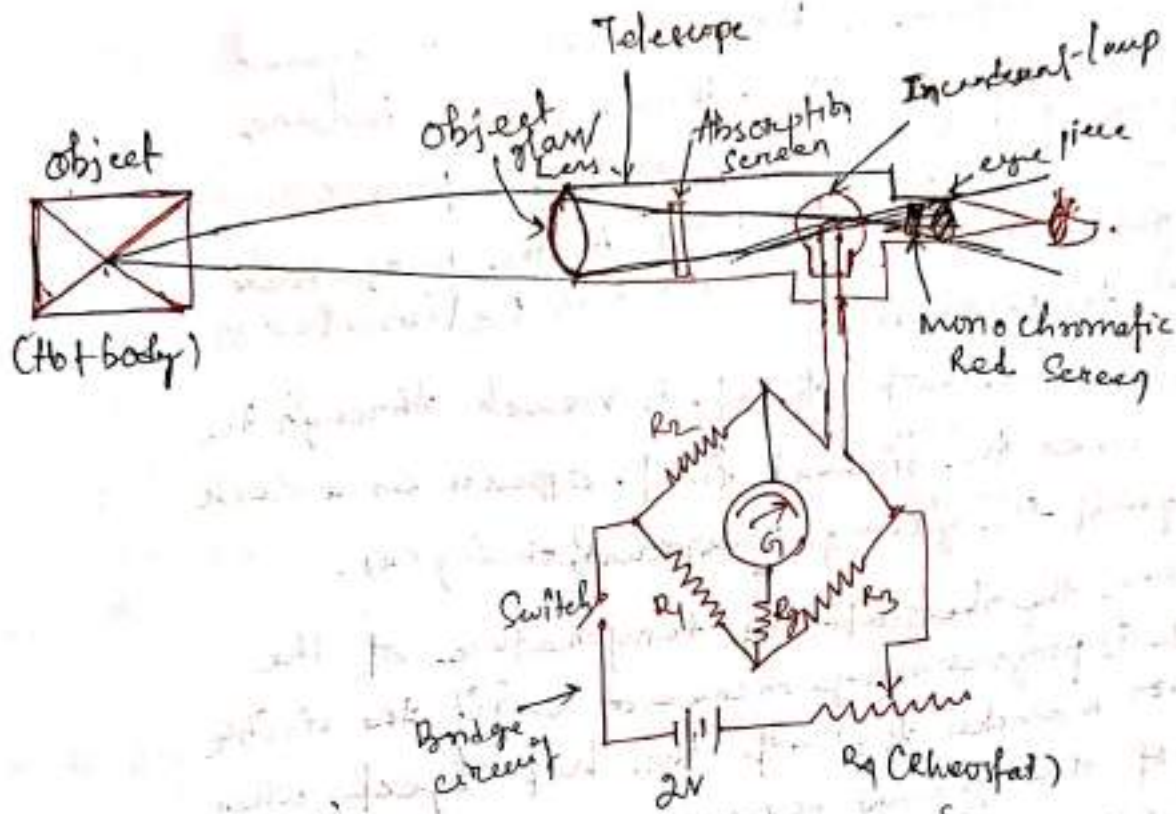 Telescope
Incandesent-lamp
Object
glass
Lens
Absorption
Screen
eye piece
Object
(Hot body)
Mono Chromatic
Red Screen
R2
G
Switch
R1
Rg
R3
Bridge
circuit
2V
R4 (Rheostat)